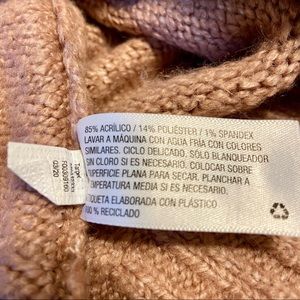 85% ACRÍLICO / 14% POLIÉSTER / 1% SPANDEX
LAVAR A MÁQUINA CON AGUA FRÍA CON COLORES
SIMILARES. CICLO DELICADO. SÓLO BLANQUEADOR
SIN CLORO SI ES NECESARIO. COLOCAR SOBRE
SUPERFICIE PLANA PARA SECAR. PLANCHAR A
TEMPERATURA MEDIA SI ES NECESARIO.
ETIQUETA ELABORADA CON PLÁSTICO
100 % RECICLADO
03/20